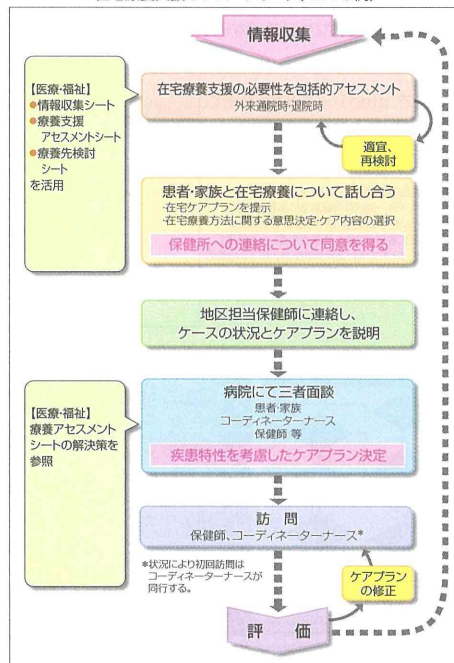 情報収集
【医療・福祉】
●情報収集シート
●療養支援
アセスメントシート
●療養先検討
シート
を活用
在宅療養支援の必要性を包括的アセスメント
外来通院時・退院時
適宜、
再検討
患者・家族と在宅療養について話し合う
・在宅ケアプランを提示
・在宅療養方法に関する意思決定・ケア内容の選択
保健所への連絡について同意を得る
地区担当保健師に連絡し、
ケースの状況とケアプランを説明
【医療・福祉】
療養アセスメント
シートの解決策を
参照
病院にて三者面談
患者・家族
コーディネーターナース
保健師 等
疾患特性を考慮したケアプラン決定
訪 問
保健師、コーディネーターナース*
*状況により初回訪問は
コーディネーターナースが
同行する。
ケアプラン
の修正
評 価